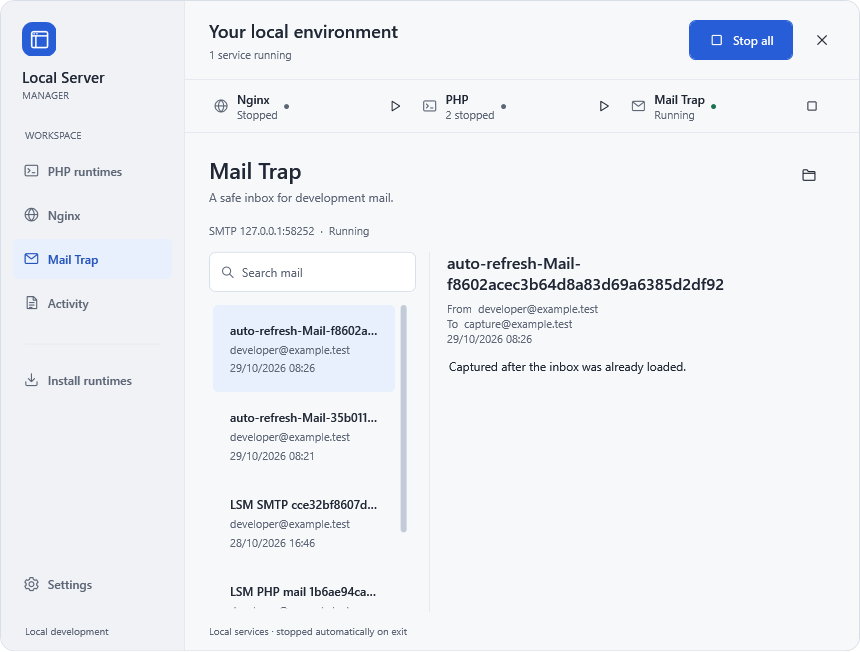 Local Server
MANAGER
WORKSPACE
PHP runtimes
Nginx
Mail Trap
Activity
Install runtimes
Settings
Local development
Your local environment
1 service running
Stop all
Nginx
Stopped
PHP
2 stopped
Mail Trap
Running
Mail Trap
A safe inbox for development mail.
SMTP 127.0.0.1:58252 · Running
Search mail
auto-refresh-Mail-f8602a...
developer@example.test
29/10/2026 08:26
auto-refresh-Mail-35b011...
developer@example.test
29/10/2026 08:21
LSM SMTP cce32bf8607d...
developer@example.test
28/10/2026 16:46
LSM PHP mail 1b6ae94ca...
auto-refresh-Mail-
f8602acec3b64d8a83d69a6385d2df92
From developer@example.test
To capture@example.test
29/10/2026 08:26
Captured after the inbox was already loaded.
Local services · stopped automatically on exit